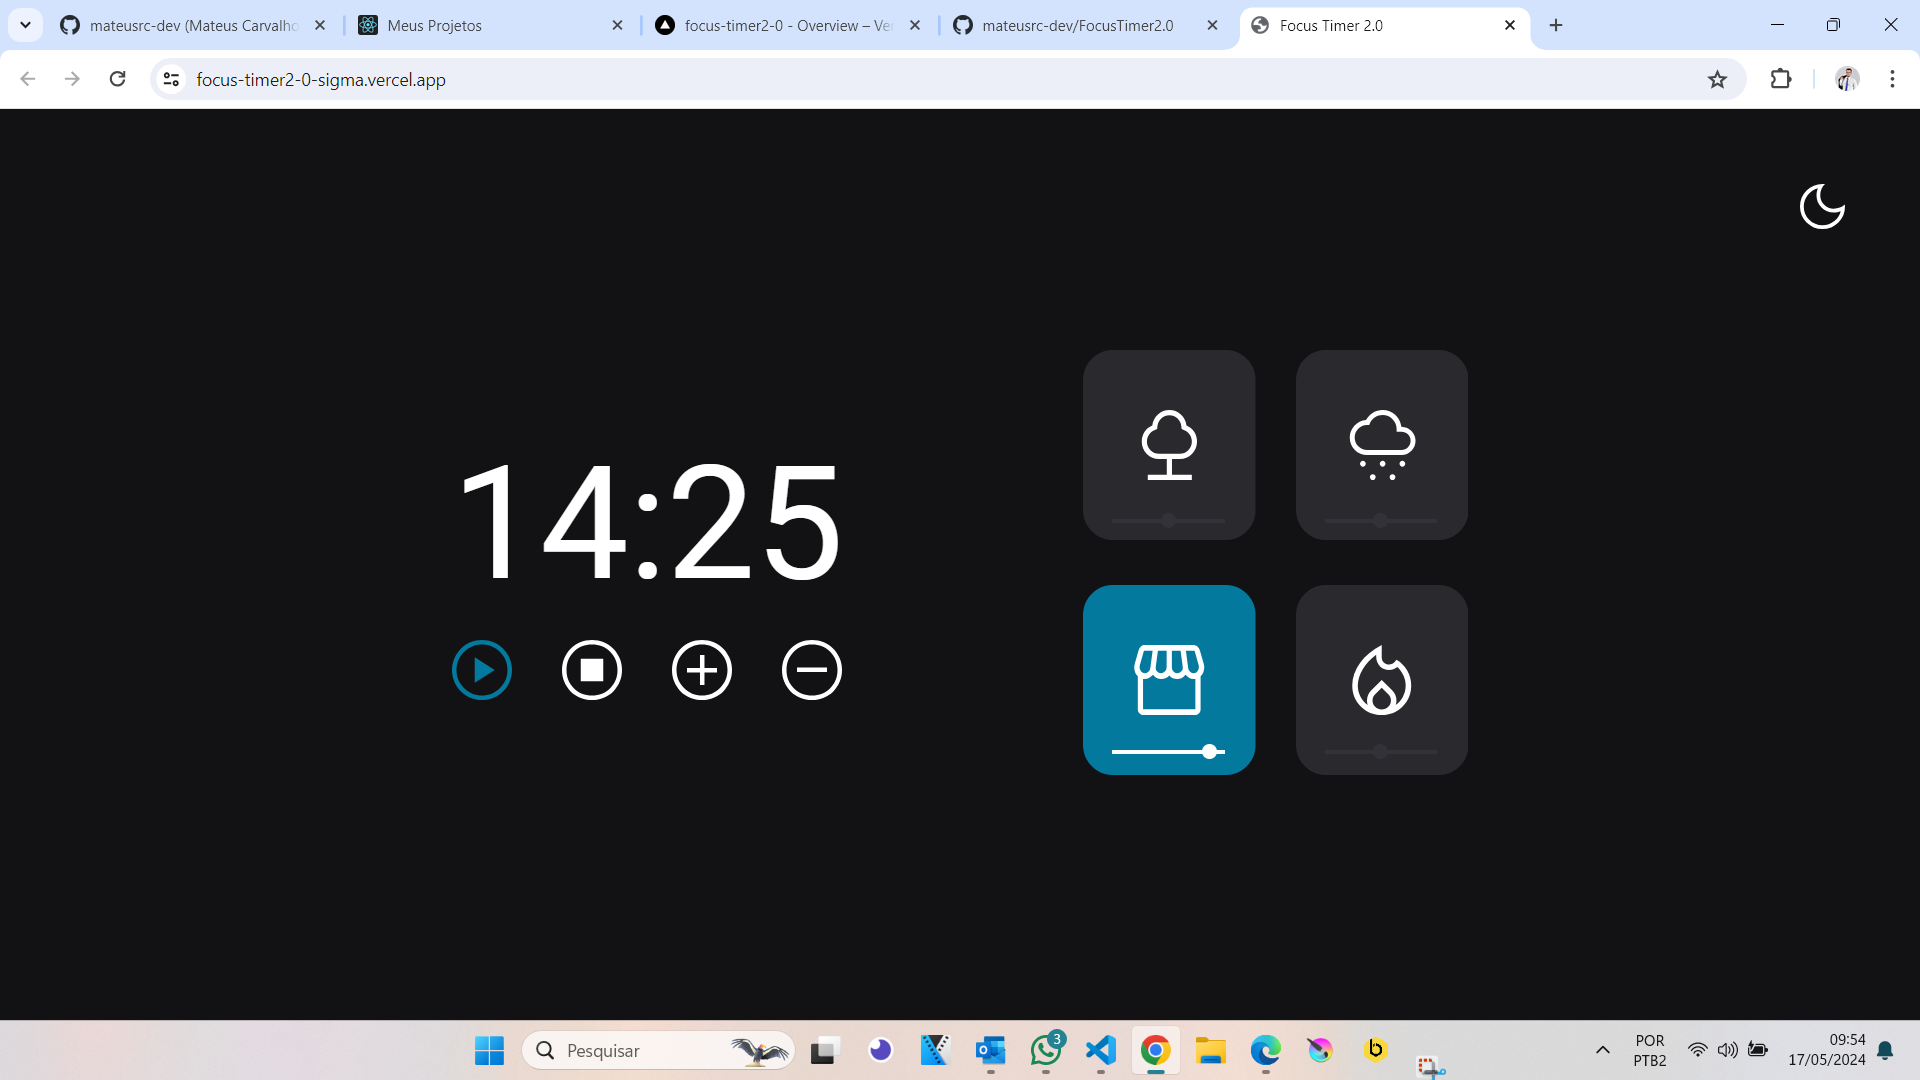 mateusrc-dev (Mateus Carvalho
Meus Projetos
focus-timer2-0 - Overview – Ve
mateusrc-dev/FocusTimer2.0
Focus Timer 2.0
focus-timer2-0-sigma.vercel.app
14:25
Pesquisar
3
POR
PTB2
09:54
17/05/2024